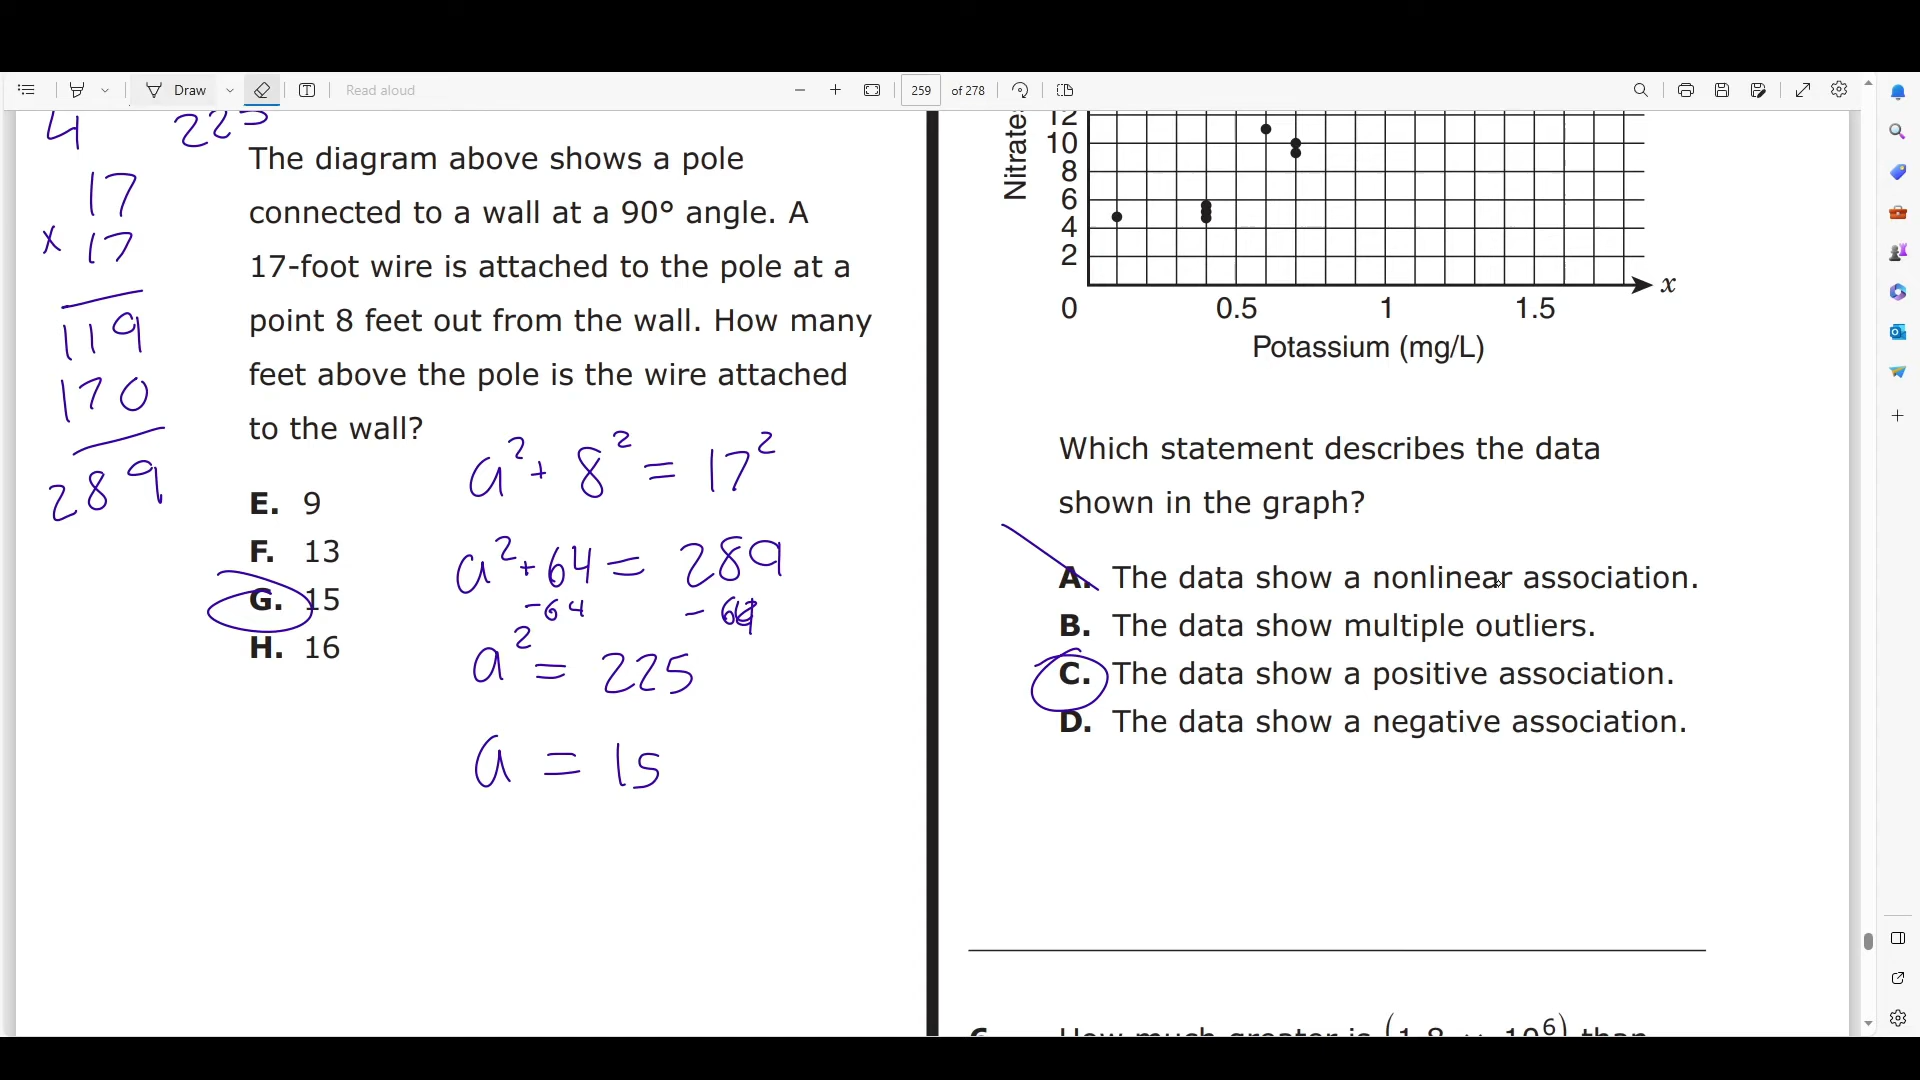 Draw
Read aloud
259
of 278
4
17
x 17
119
170
289
The diagram above shows a pole
connected to a wall at a 90° angle. A
17-foot wire is attached to the pole at a
point 8 feet out from the wall. How many
feet above the pole is the wire attached
to the wall?
E. 9
F. 13
G. 15
H. 16
a² + 8² = 17²
a² + 64 = 289
-64 - 64
a² = 225
a = 15
Nitrate
12
10
8
6
4
2
0 0.5 1 1.5
x
Potassium (mg/L)
Which statement describes the data
shown in the graph?
A. The data show a nonlinear association.
B. The data show multiple outliers.
C. The data show a positive association.
D. The data show a negative association.